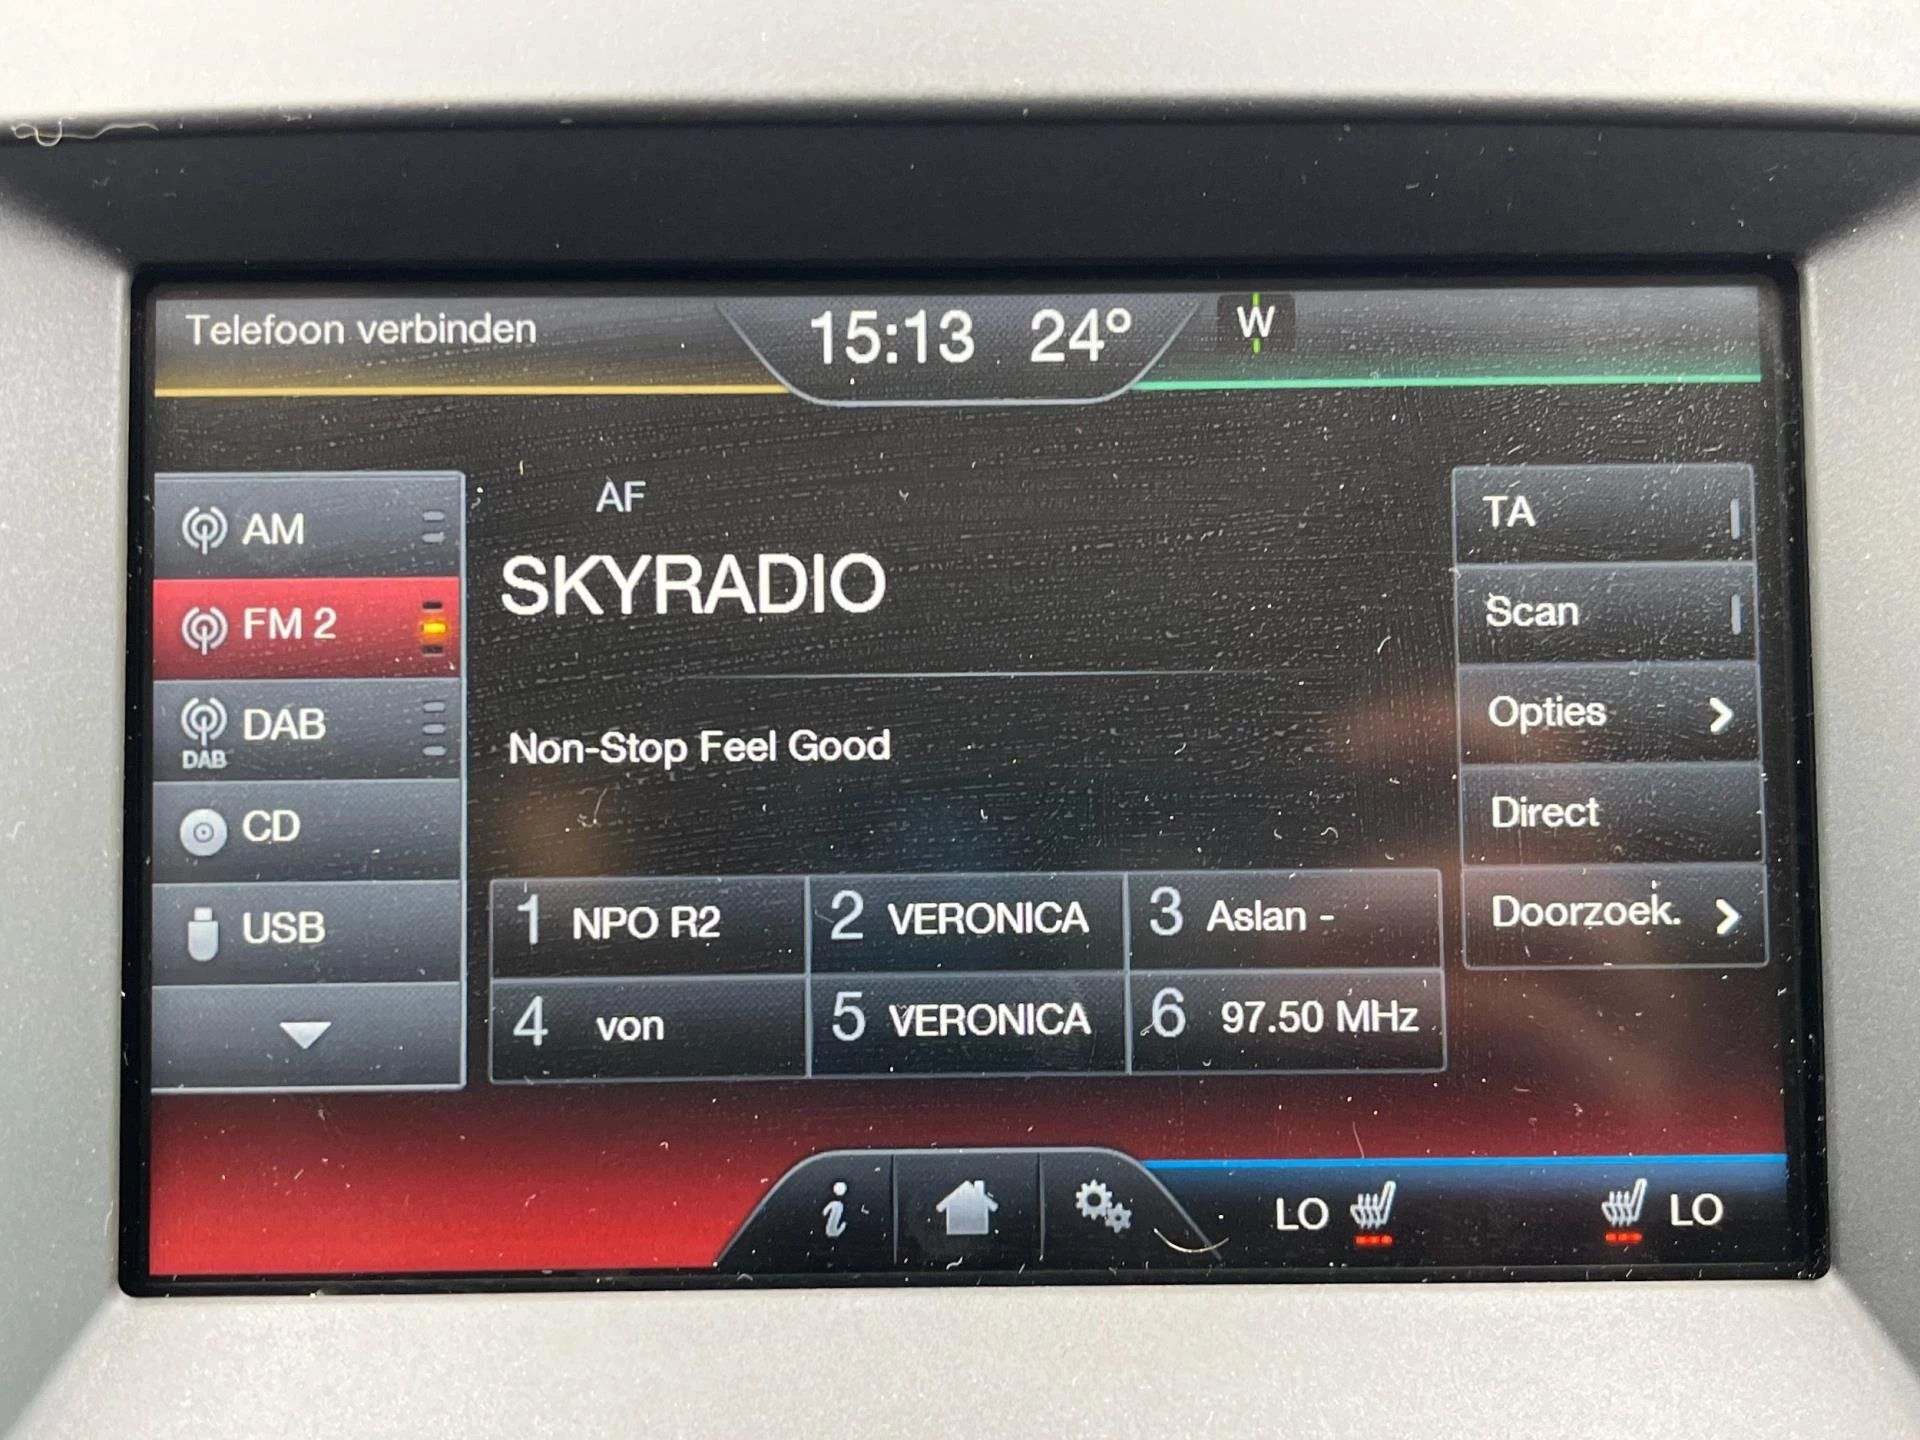 Telefoon verbinden
15:13 24° W
AF
AM
FM 2
DAB
DAB
CD
USB
SKYRADIO
Non-Stop Feel Good
1 NPO R2
2 VERONICA
3 Aslan -
4 von
5 VERONICA
6 97.50 MHz
TA
Scan
Opties
Direct
Doorzoek.
i
LO
LO